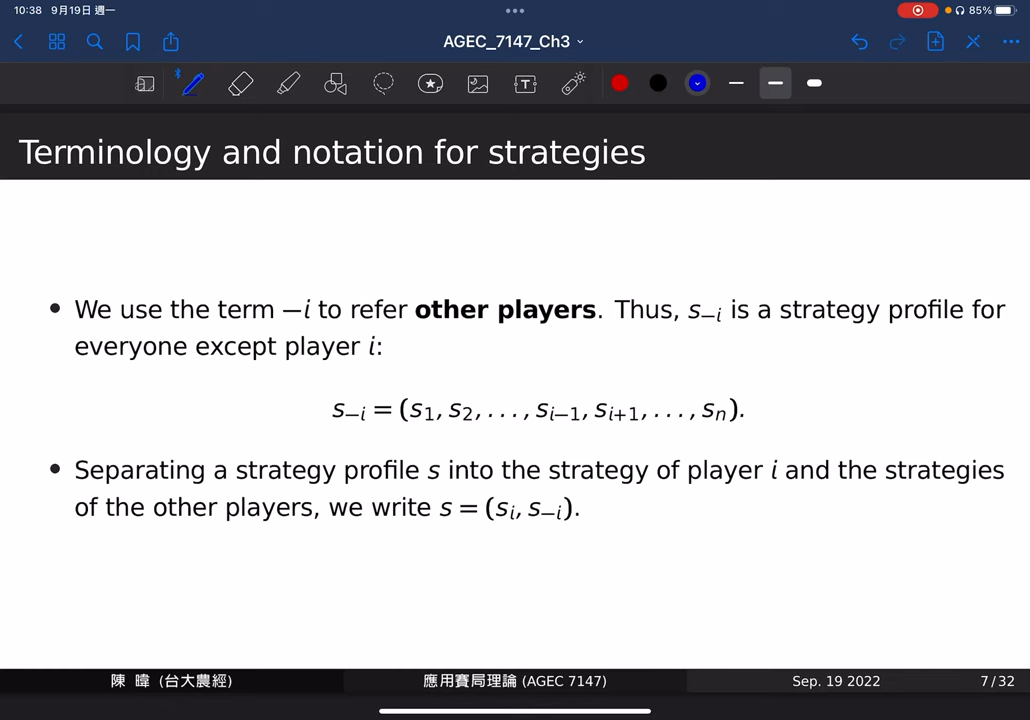 10:38 9月19日 週一
85%
AGEC_7147_Ch3
T
Terminology and notation for strategies
• We use the term −i to refer other players. Thus, s₋ᵢ is a strategy profile for
everyone except player i:
s₋ᵢ = (s₁, s₂, . . . , sᵢ₋₁, sᵢ₊₁, . . . , sₙ).
• Separating a strategy profile s into the strategy of player i and the strategies
of the other players, we write s = (sᵢ, s₋ᵢ).
陳 暐 (台大農經) 應用賽局理論 (AGEC 7147) Sep. 19 2022 7/32